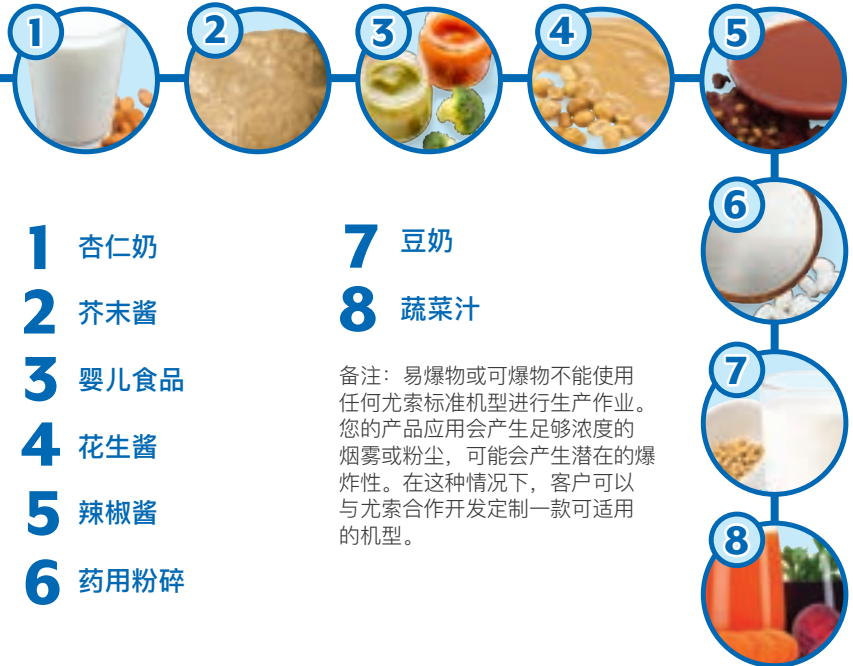 1
2
3
4
5
6
7
8
1 杏仁奶
2 芥末酱
3 婴儿食品
4 花生酱
5 辣椒酱
6 药用粉碎
7 豆奶
8 蔬菜汁
备注：易爆物或可爆物不能使用
任何尤索标准机型进行生产作业。
您的产品应用会产生足够浓度的
烟雾或粉尘，可能会产生潜在的爆
炸性。在这种情况下，客户可以
与尤索合作开发定制一款可适用
的机型。